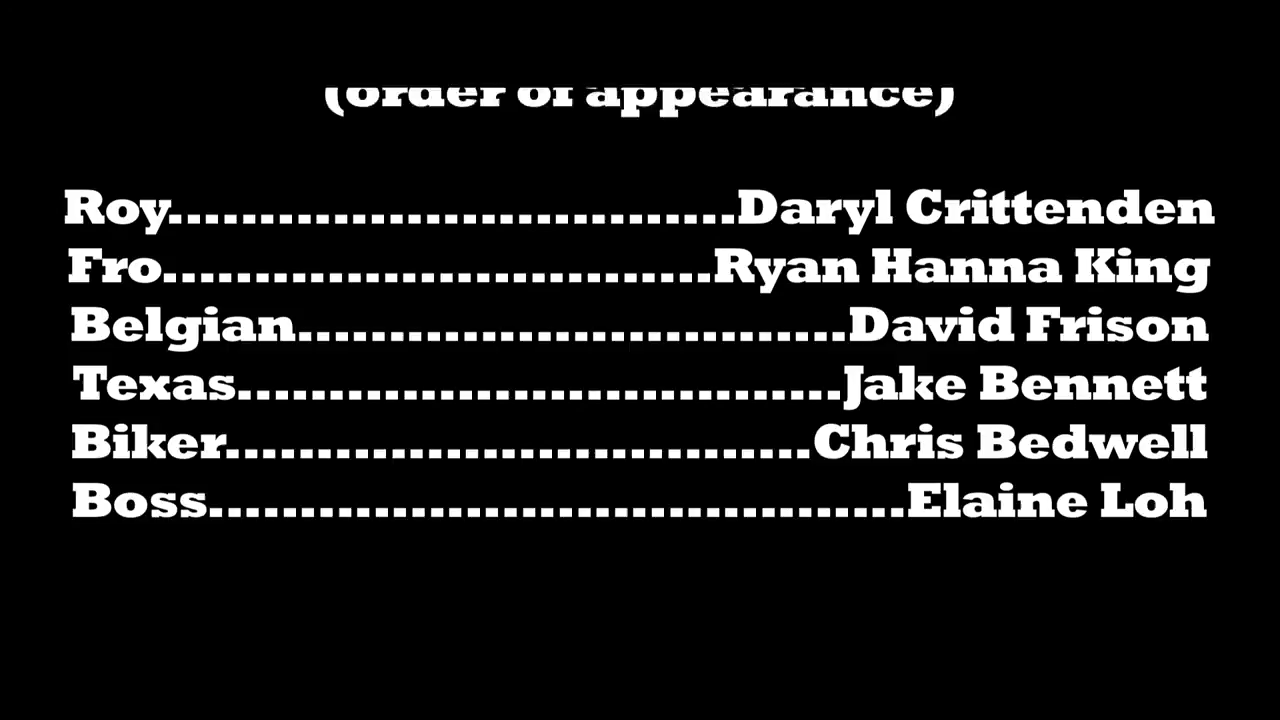 (order of appearance)
Roy...............................Daryl Crittenden
Fro..............................Ryan Hanna King
Belgian..............................David Frison
Texas.................................Jake Bennett
Biker................................Chris Bedwell
Boss......................................Elaine Loh